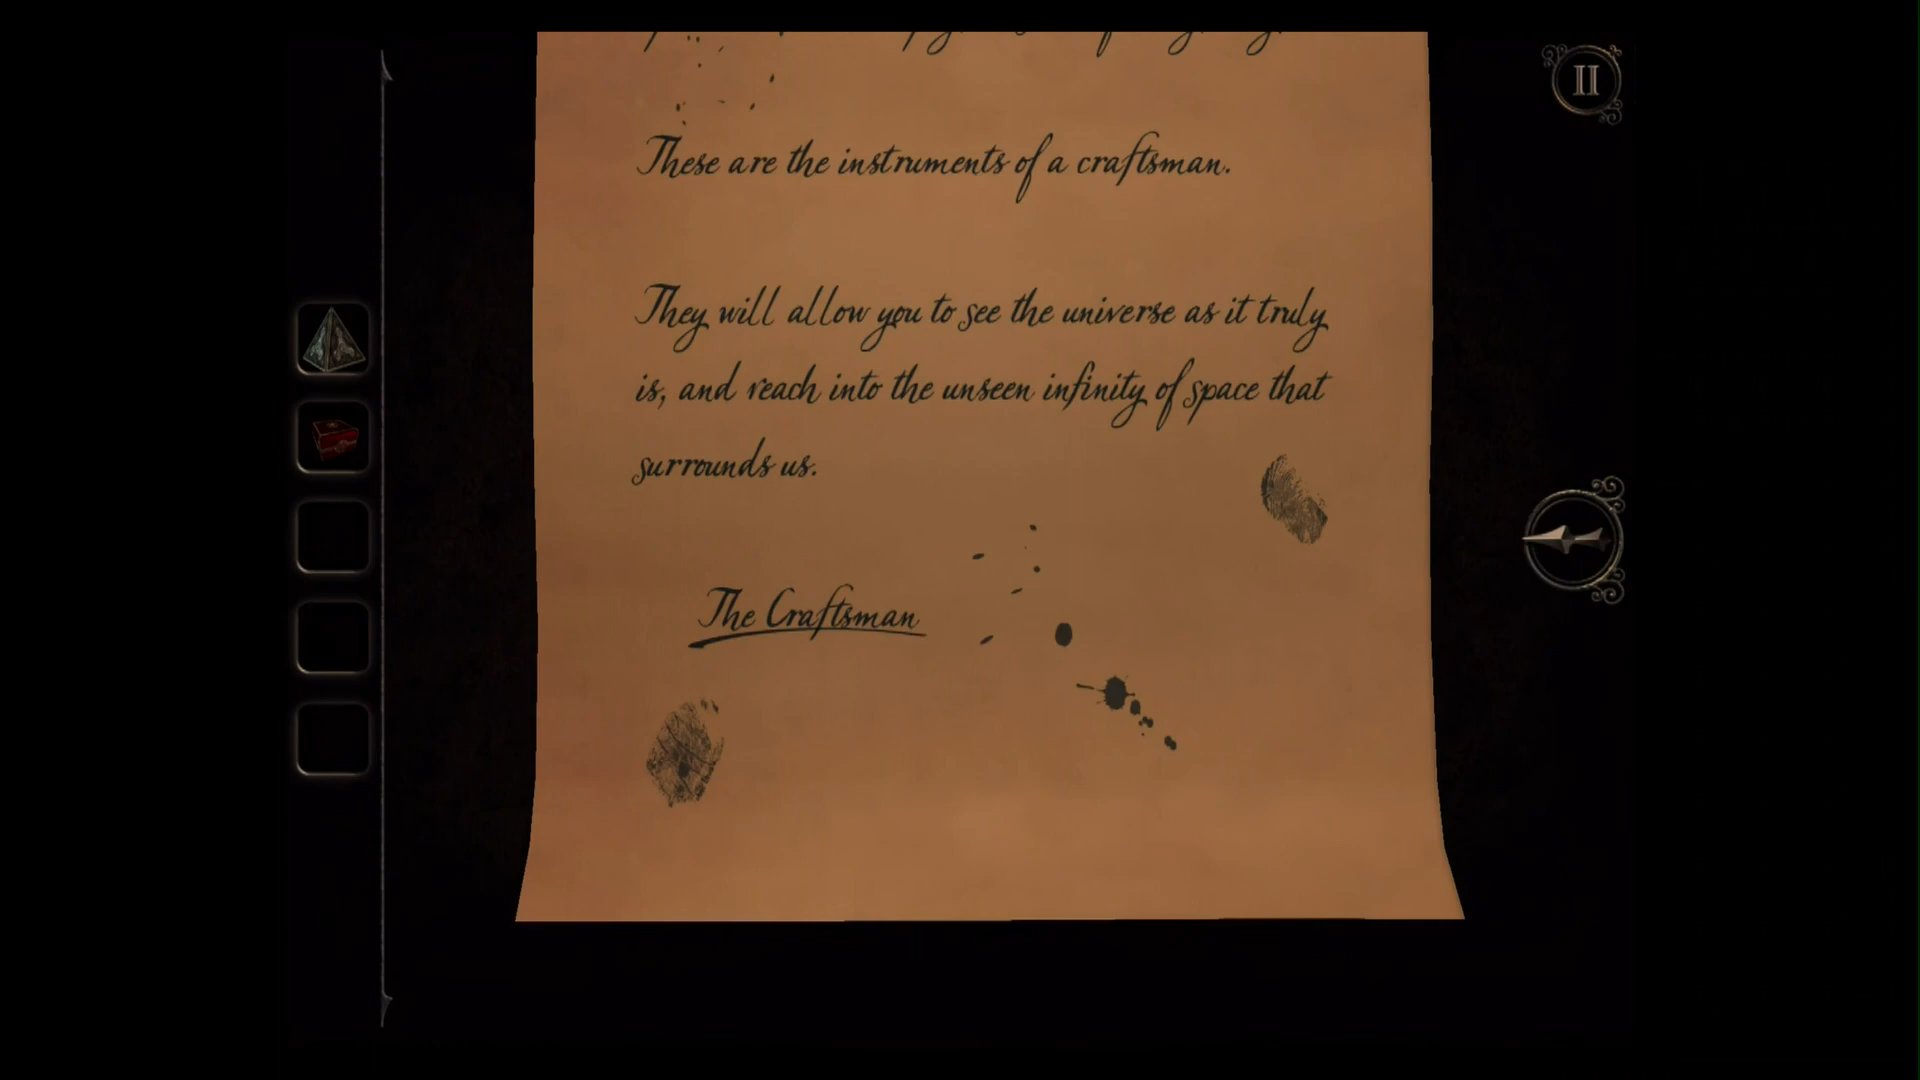 II
These are the instruments of a craftsman.
They will allow you to see the universe as it truly
is, and reach into the unseen infinity of space that
surrounds us.
The Craftsman